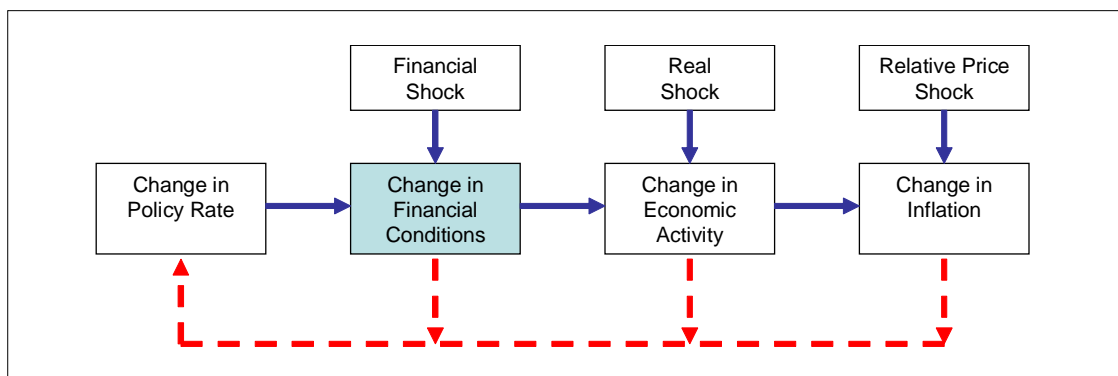 Financial
Shock
Real
Shock
Relative Price
Shock
Change in
Policy Rate
Change in
Financial
Conditions
Change in
Economic
Activity
Change in
Inflation